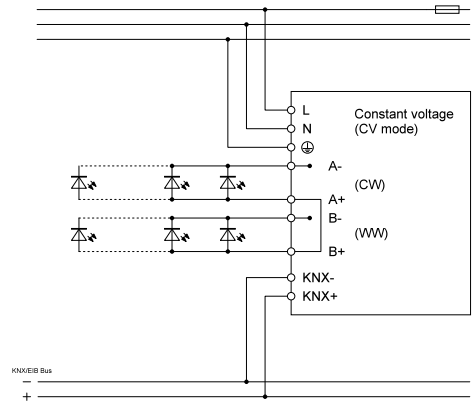 L
Constant voltage
N
(CV mode)
A-
(CW)
A+
B-
(WW)
B+
KNX-
KNX+
KNX/EIB Bus
−
+